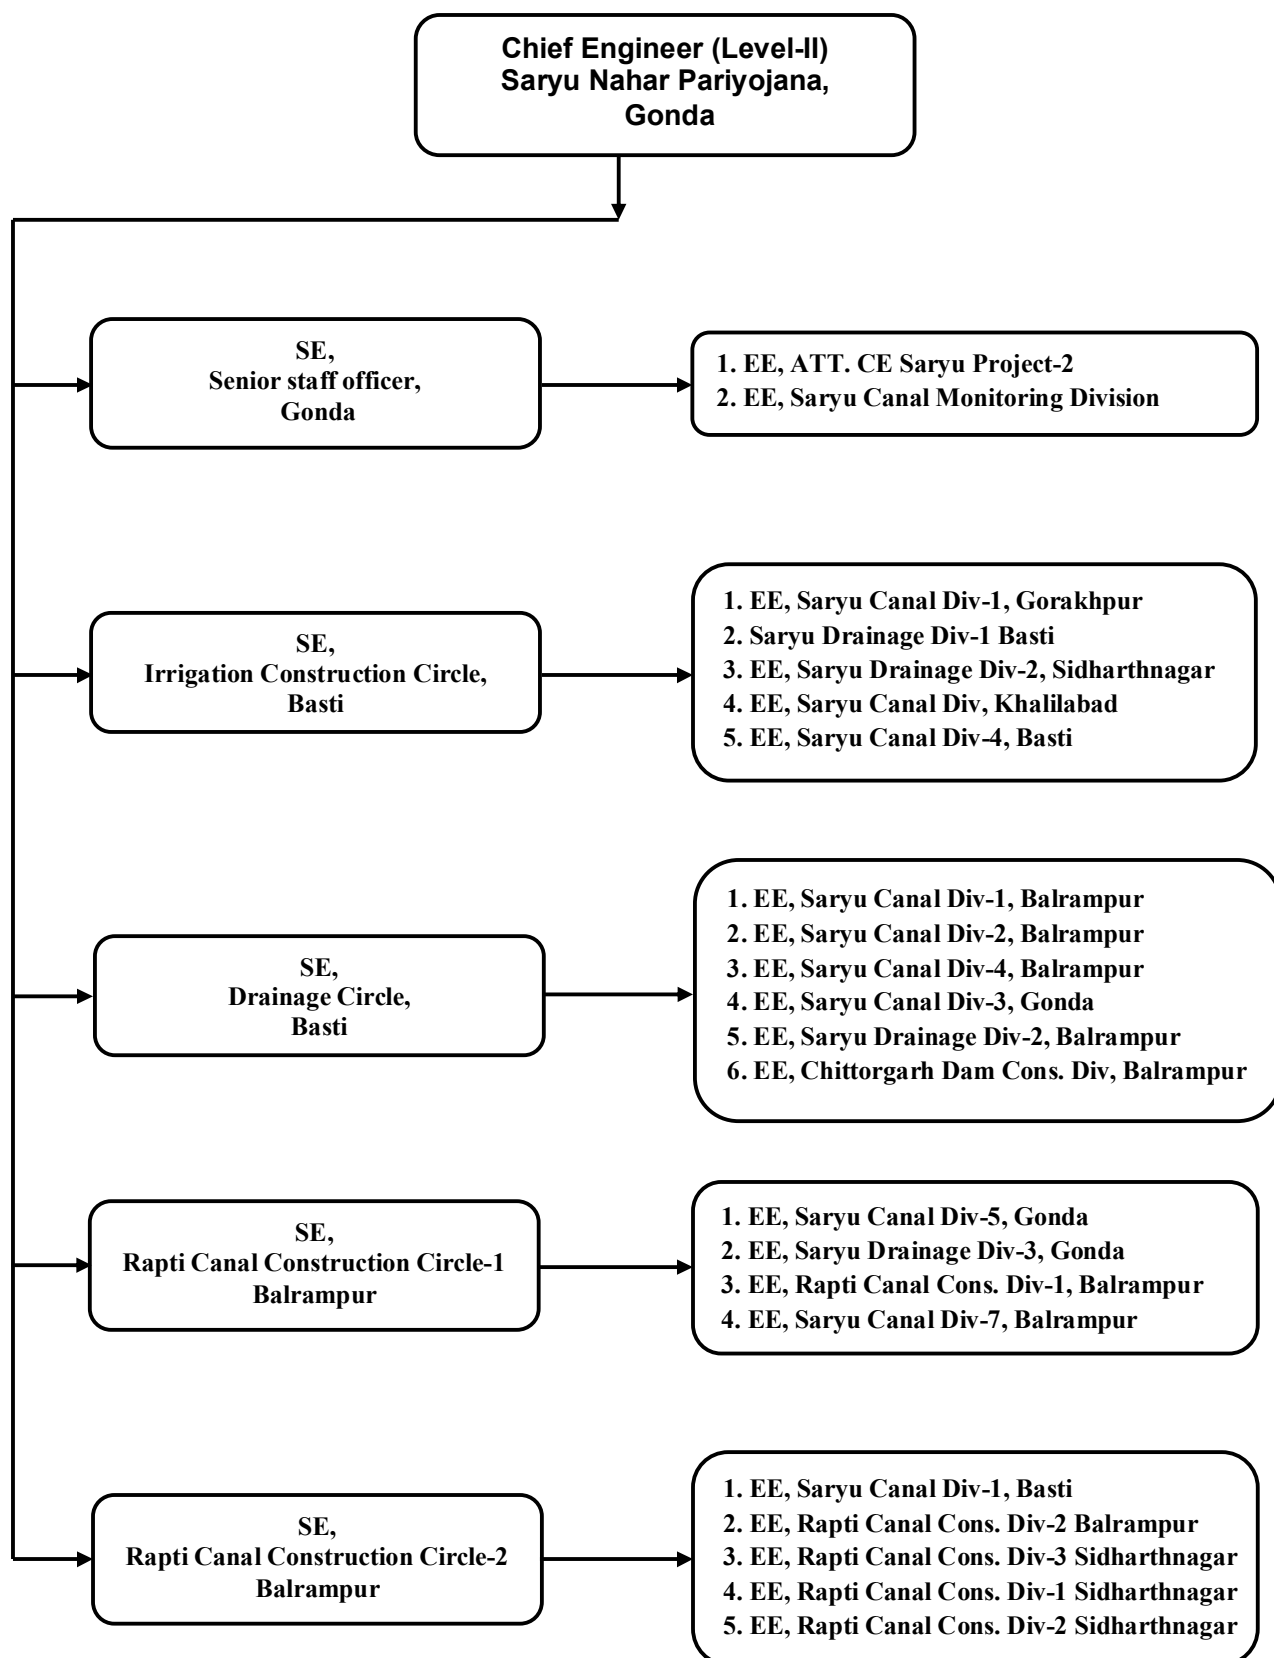 Chief Engineer (Level-II)
Saryu Nahar Pariyojana,
Gonda
SE,
Senior staff officer,
Gonda
1. EE, ATT. CE Saryu Project-2
2. EE, Saryu Canal Monitoring Division
SE,
Irrigation Construction Circle,
Basti
1. EE, Saryu Canal Div-1, Gorakhpur
2. Saryu Drainage Div-1 Basti
3. EE, Saryu Drainage Div-2, Sidharthnagar
4. EE, Saryu Canal Div, Khalilabad
5. EE, Saryu Canal Div-4, Basti
SE,
Drainage Circle,
Basti
1. EE, Saryu Canal Div-1, Balrampur
2. EE, Saryu Canal Div-2, Balrampur
3. EE, Saryu Canal Div-4, Balrampur
4. EE, Saryu Canal Div-3, Gonda
5. EE, Saryu Drainage Div-2, Balrampur
6. EE, Chittorgarh Dam Cons. Div, Balrampur
SE,
Rapti Canal Construction Circle-1
Balrampur
1. EE, Saryu Canal Div-5, Gonda
2. EE, Saryu Drainage Div-3, Gonda
3. EE, Rapti Canal Cons. Div-1, Balrampur
4. EE, Saryu Canal Div-7, Balrampur
SE,
Rapti Canal Construction Circle-2
Balrampur
1. EE, Saryu Canal Div-1, Basti
2. EE, Rapti Canal Cons. Div-2 Balrampur
3. EE, Rapti Canal Cons. Div-3 Sidharthnagar
4. EE, Rapti Canal Cons. Div-1 Sidharthnagar
5. EE, Rapti Canal Cons. Div-2 Sidharthnagar